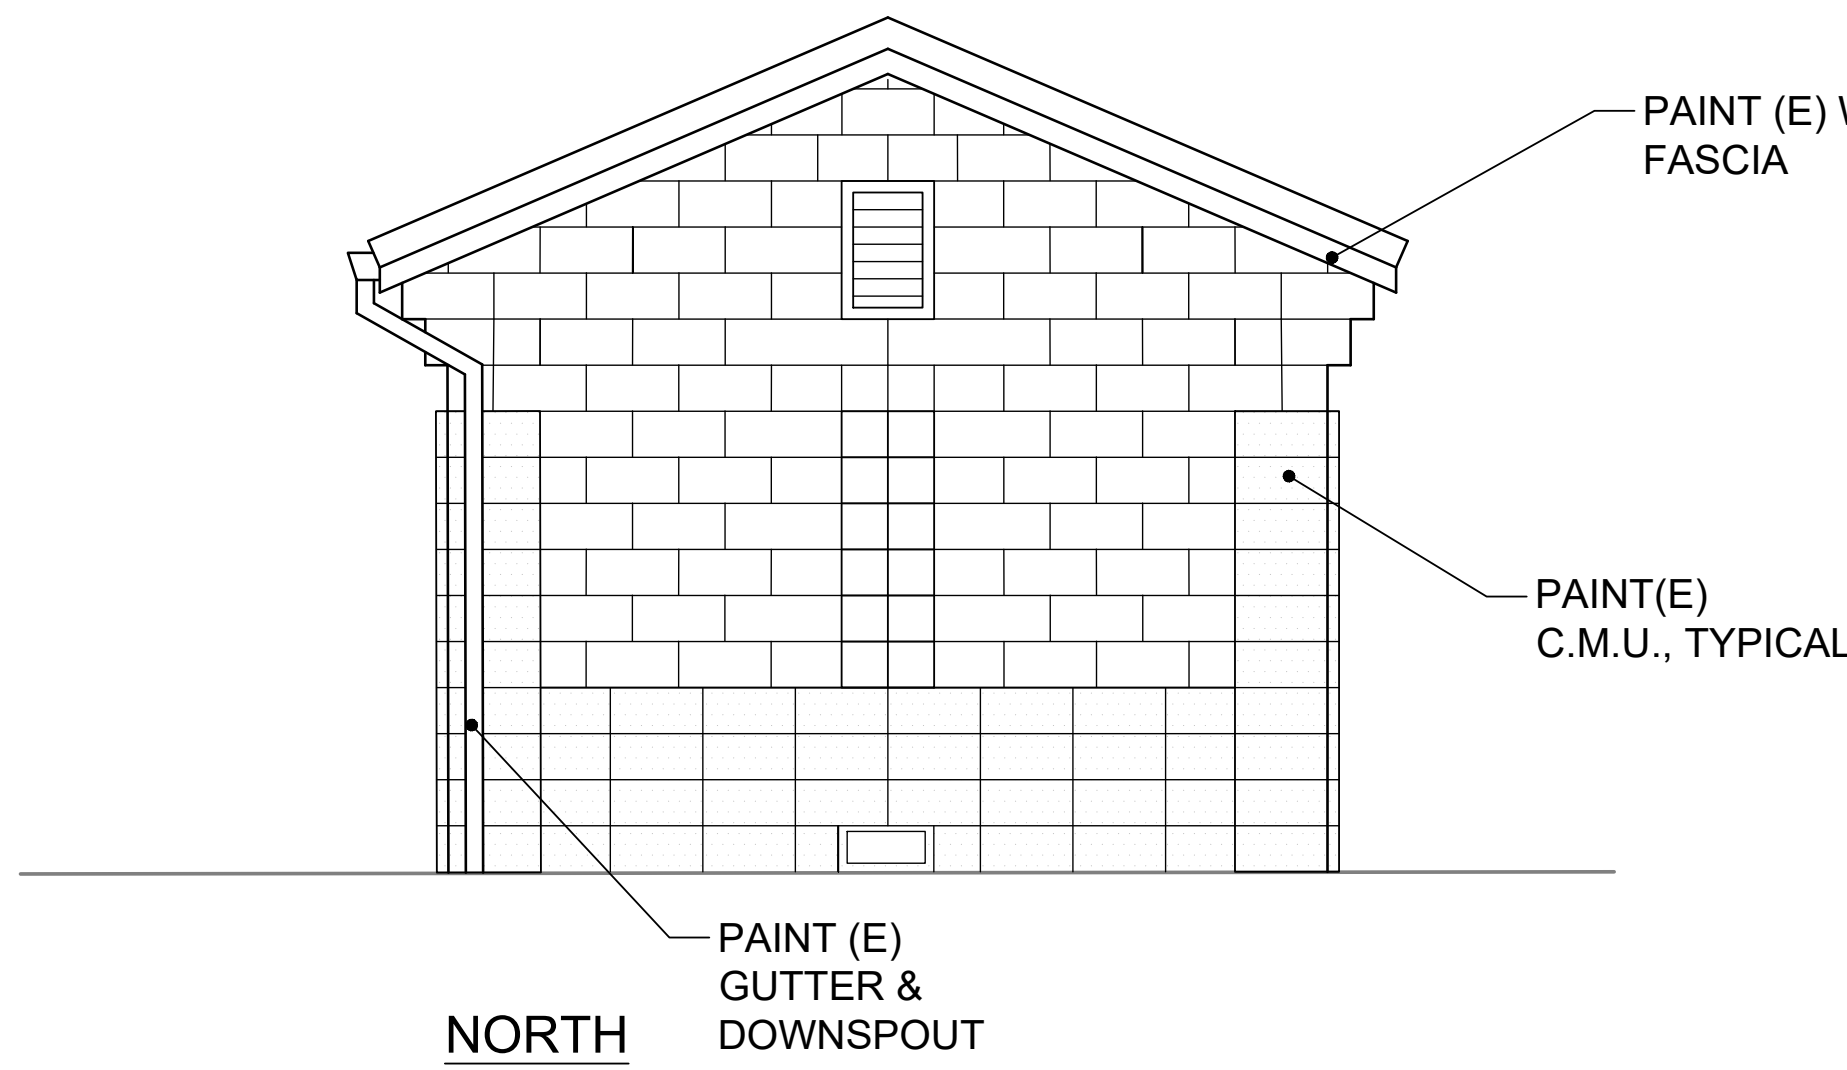 PAINT (E)
FASCIA
PAINT(E)
C.M.U., TYPICAL
PAINT (E)
GUTTER &
DOWNSPOUT
NORTH